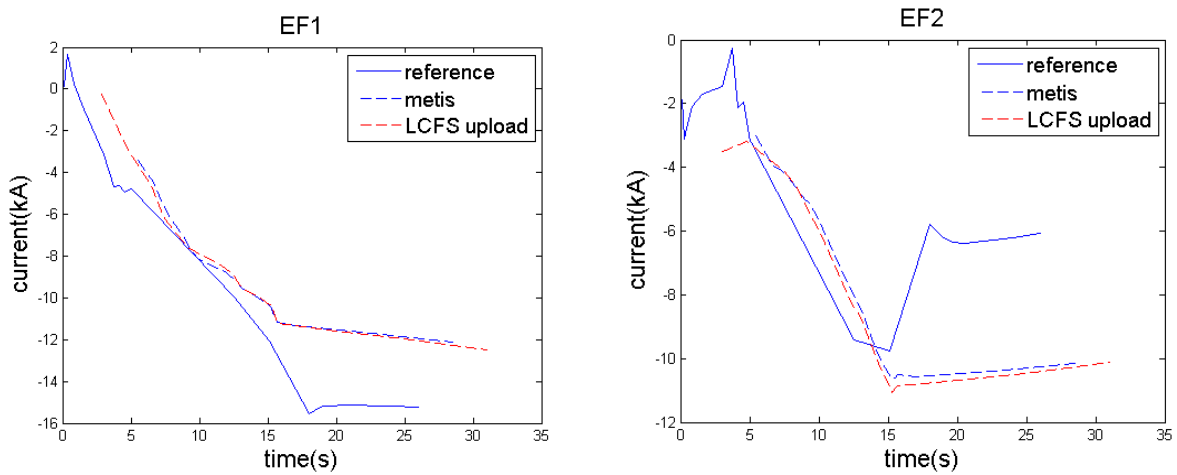 EF1
2
0
-2
-4
-6
-8
-10
-12
-14
-16
current(kA)
0 5 10 15 20 25 30 35
time(s)
reference
metis
LCFS upload
EF2
0
-2
-4
-6
-8
-10
-12
current(kA)
0 5 10 15 20 25 30 35
time(s)
reference
metis
LCFS upload